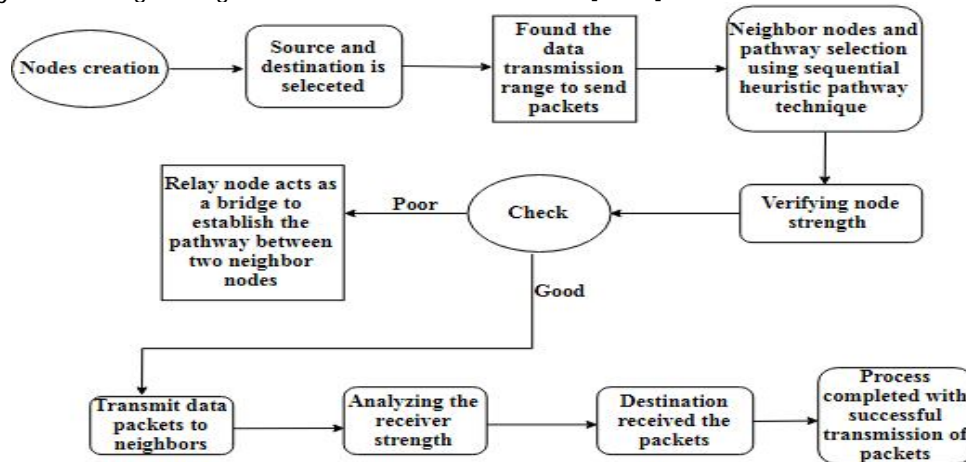 Nodes creation
Source and
destination is
seleceted
Found the
data
transmission
range to send
packets
Neighbor nodes and
pathway selection
using sequential
heuristic pathway
technique
Relay node acts as
a bridge to
establish the
pathway between
two neighbor
nodes
Poor
Check
Verifying node
strength
Good
Transmit data
packets to
neighbors
Analyzing the
receiver
strength
Destination
received the
packets
Process
completed with
successful
transmission of
packets